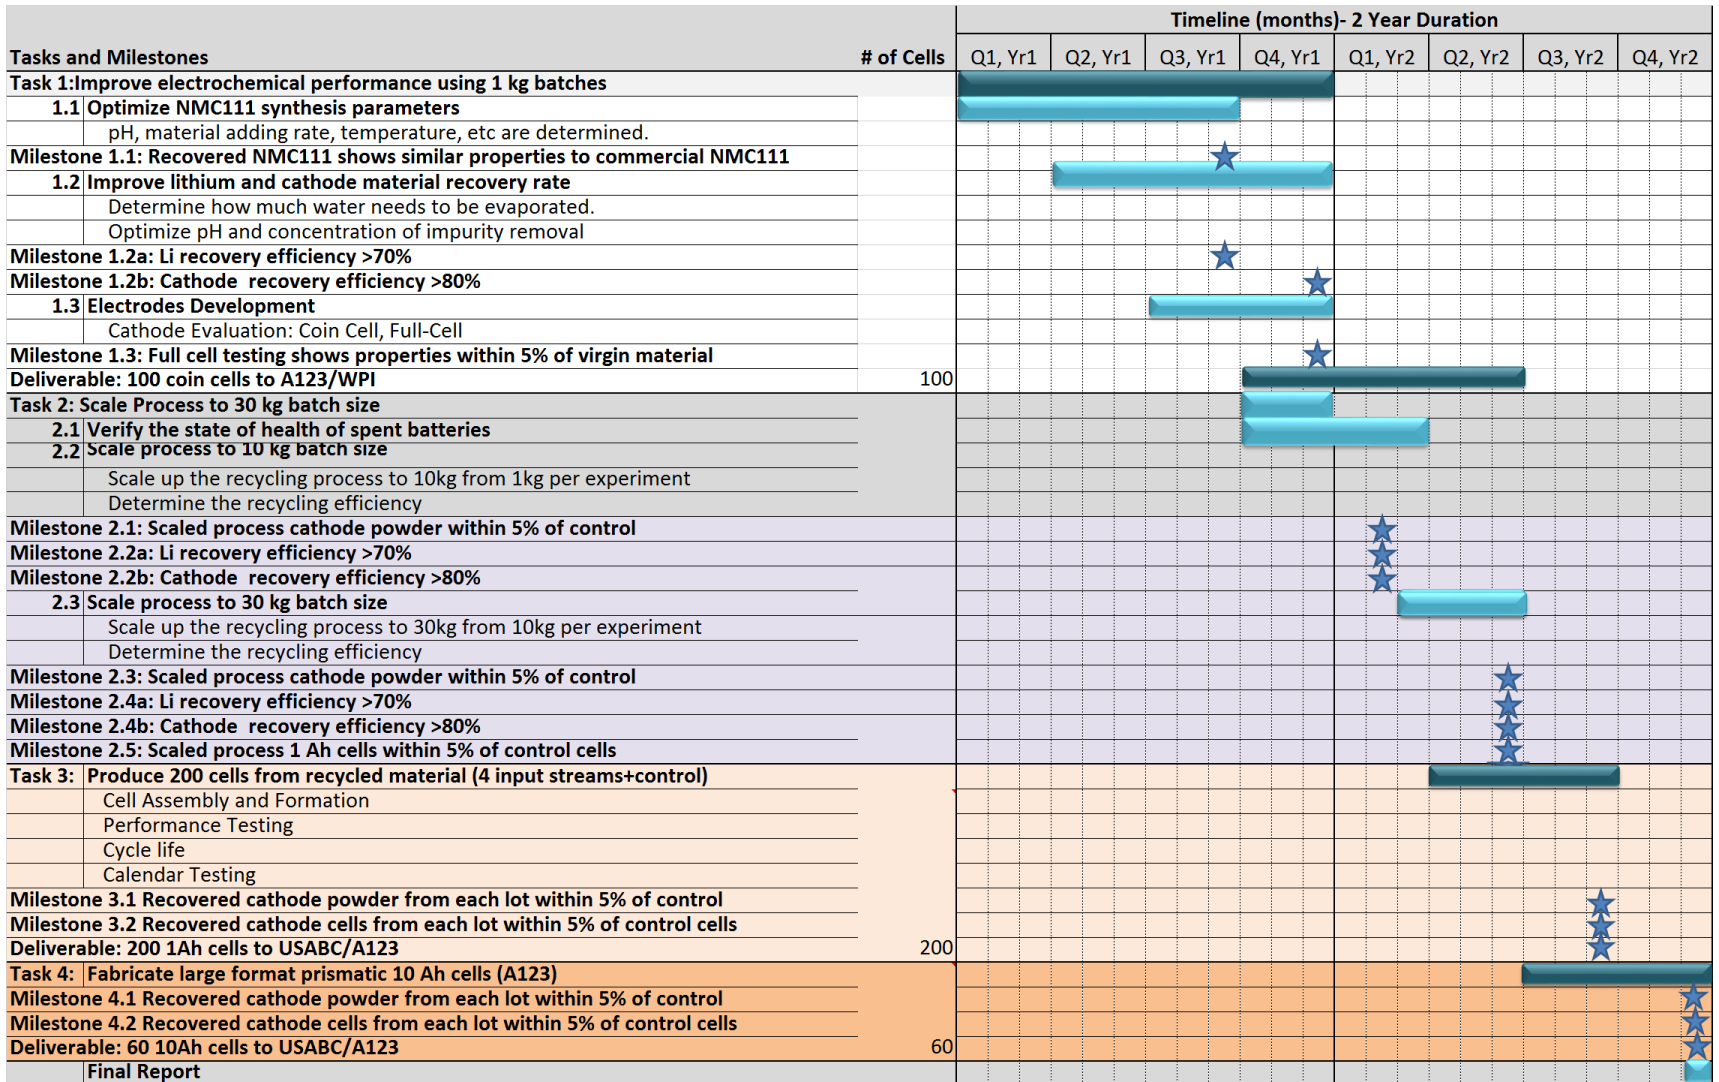 Timeline (months)- 2 Year Duration
Tasks and Milestones # of Cells Q1, Yr1 Q2, Yr1 Q3, Yr1 Q4, Yr1 Q1, Yr2 Q2, Yr2 Q3, Yr2 Q4, Yr2
Task 1:Improve electrochemical performance using 1 kg batches
1.1 Optimize NMC111 synthesis parameters
pH, material adding rate, temperature, etc are determined.
Milestone 1.1: Recovered NMC111 shows similar properties to commercial NMC111
1.2 Improve lithium and cathode material recovery rate
Determine how much water needs to be evaporated.
Optimize pH and concentration of impurity removal
Milestone 1.2a: Li recovery efficiency >70%
Milestone 1.2b: Cathode  recovery efficiency >80%
1.3 Electrodes Development
Cathode Evaluation: Coin Cell, Full-Cell
Milestone 1.3: Full cell testing shows properties within 5% of virgin material
Deliverable: 100 coin cells to A123/WPI 100
Task 2: Scale Process to 30 kg batch size
2.1 Verify the state of health of spent batteries
2.2 Scale process to 10 kg batch size
Scale up the recycling process to 10kg from 1kg per experiment
Determine the recycling efficiency
Milestone 2.1: Scaled process cathode powder within 5% of control
Milestone 2.2a: Li recovery efficiency >70%
Milestone 2.2b: Cathode  recovery efficiency >80%
2.3 Scale process to 30 kg batch size
Scale up the recycling process to 30kg from 10kg per experiment
Determine the recycling efficiency
Milestone 2.3: Scaled process cathode powder within 5% of control
Milestone 2.4a: Li recovery efficiency >70%
Milestone 2.4b: Cathode  recovery efficiency >80%
Milestone 2.5: Scaled process 1 Ah cells within 5% of control cells
Task 3: Produce 200 cells from recycled material (4 input streams+control)
Cell Assembly and Formation
Performance Testing
Cycle life
Calendar Testing
Milestone 3.1 Recovered cathode powder from each lot within 5% of control
Milestone 3.2 Recovered cathode cells from each lot within 5% of control cells
Deliverable: 200 1Ah cells to USABC/A123 200
Task 4: Fabricate large format prismatic 10 Ah cells (A123)
Milestone 4.1 Recovered cathode powder from each lot within 5% of control
Milestone 4.2 Recovered cathode cells from each lot within 5% of control cells
Deliverable: 60 10Ah cells to USABC/A123 60
Final Report